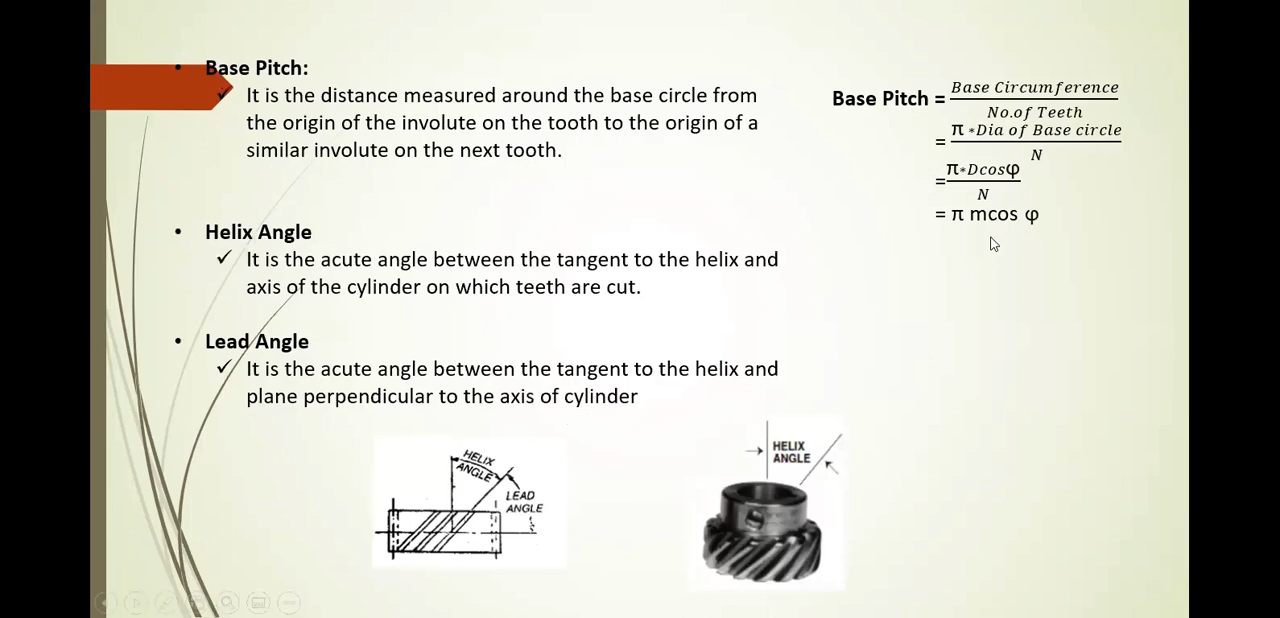 • Base Pitch:
✓ It is the distance measured around the base circle from
the origin of the involute on the tooth to the origin of a
similar involute on the next tooth.
Base Pitch = Base Circumference
No.of Teeth
= π *Dia of Base circle
N
= π*Dcosφ
N
= π mcos φ
• Helix Angle
✓ It is the acute angle between the tangent to the helix and
axis of the cylinder on which teeth are cut.
• Lead Angle
✓ It is the acute angle between the tangent to the helix and
plane perpendicular to the axis of cylinder
HELIX
ANGLE
LEAD
ANGLE
HELIX
ANGLE